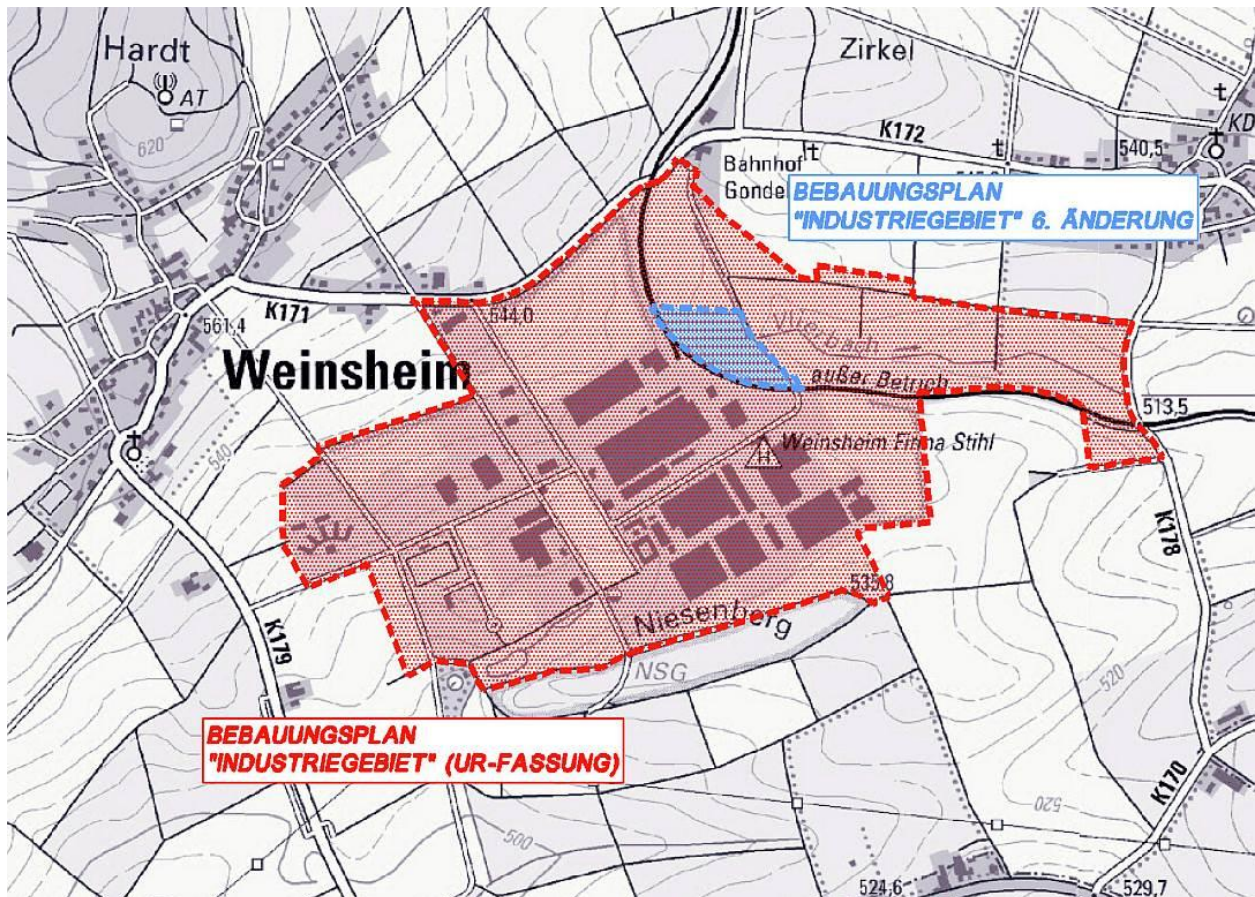 Hardt
AT
620
Zirkel
K172
KD
540,5
Bahnhof
BEBAUUNGSPLAN
"INDUSTRIEGEBIET" 6. ÄNDERUNG
K171
544,0
561,4
Weinsheim
Vlierbach
außer Betrieb
513,5
540
H
Weinsheim Firma Stihl
K178
535,8
Niesenberg
NSG
K179
520
BEBAUUNGSPLAN
"INDUSTRIEGEBIET" (UR-FASSUNG)
K170
520
500
524,6
529,7